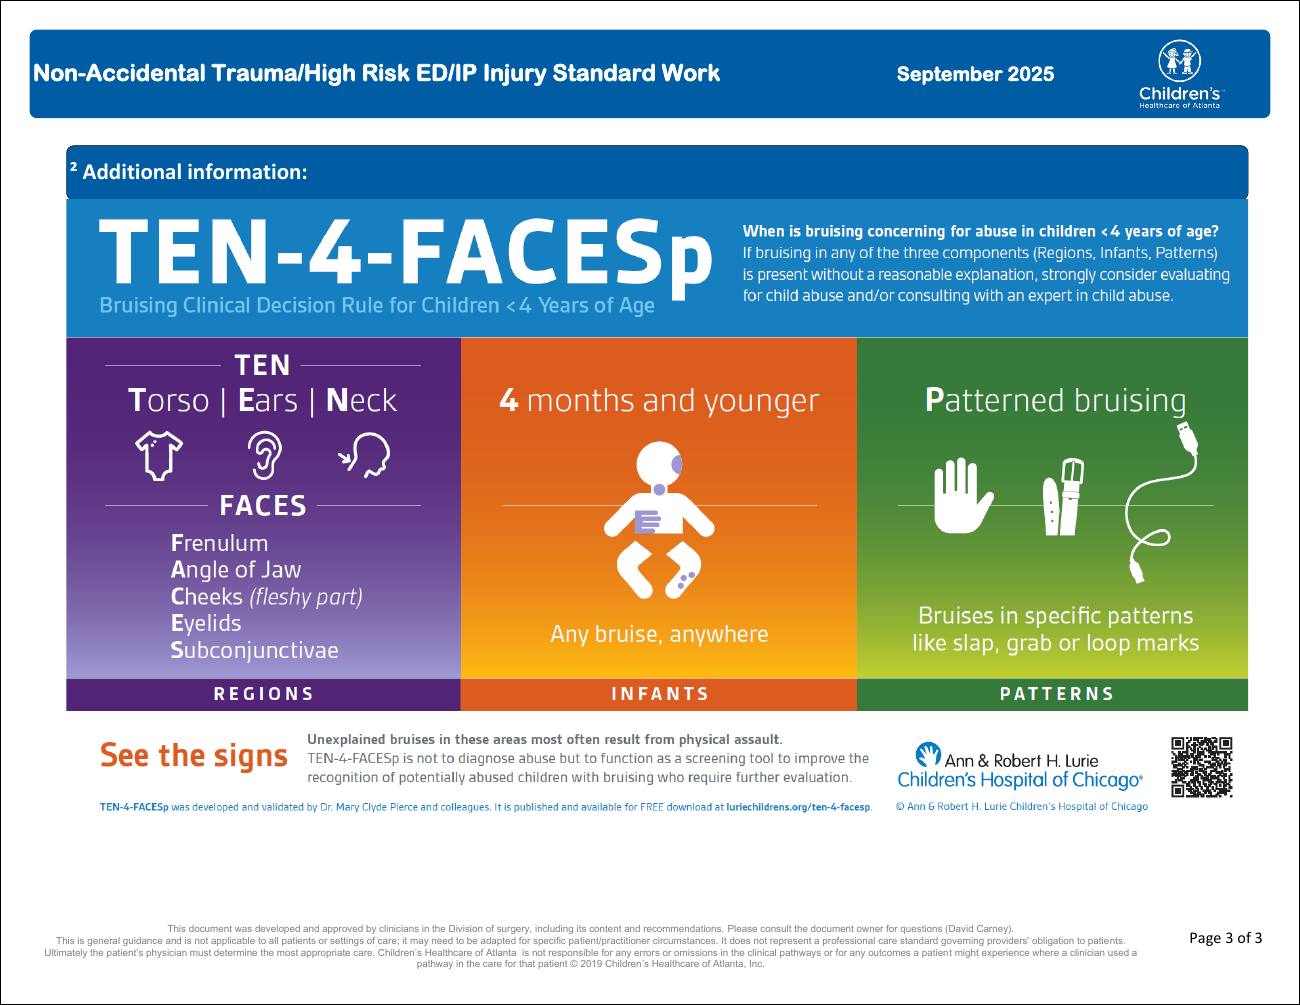 Non-Accidental Trauma/High Risk ED/IP Injury Standard Work
September 2025
Children's™
Healthcare of Atlanta
² Additional information:
TEN-4-FACESp
Bruising Clinical Decision Rule for Children <4 Years of Age
When is bruising concerning for abuse in children <4 years of age?
If bruising in any of the three components (Regions, Infants, Patterns)
is present without a reasonable explanation, strongly consider evaluating
for child abuse and/or consulting with an expert in child abuse.
TEN
Torso | Ears | Neck
FACES
Frenulum
Angle of Jaw
Cheeks (fleshy part)
Eyelids
Subconjunctivae
REGIONS
4 months and younger
Any bruise, anywhere
INFANTS
Patterned bruising
Bruises in specific patterns
like slap, grab or loop marks
PATTERNS
See the signs
Unexplained bruises in these areas most often result from physical assault.
TEN-4-FACESp is not to diagnose abuse but to function as a screening tool to improve the
recognition of potentially abused children with bruising who require further evaluation.
Ann & Robert H. Lurie
Children's Hospital of Chicago®
TEN-4-FACESp was developed and validated by Dr. Mary Clyde Pierce and colleagues. It is published and available for FREE download at luriechildrens.org/ten-4-facesp.
© Ann & Robert H. Lurie Children's Hospital of Chicago
This document was developed and approved by clinicians in the Division of surgery, including its content and recommendations. Please consult the document owner for questions (David Carney).
This is general guidance and is not applicable to all patients or settings of care; it may need to be adapted for specific patient/practitioner circumstances. It does not represent a professional care standard governing providers' obligation to patients.
Ultimately the patient's physician must determine the most appropriate care. Children's Healthcare of Atlanta is not responsible for any errors or omissions in the clinical pathways or for any outcomes a patient might experience where a clinician used a
pathway in the care for that patient © 2019 Children's Healthcare of Atlanta, Inc.
Page 3 of 3